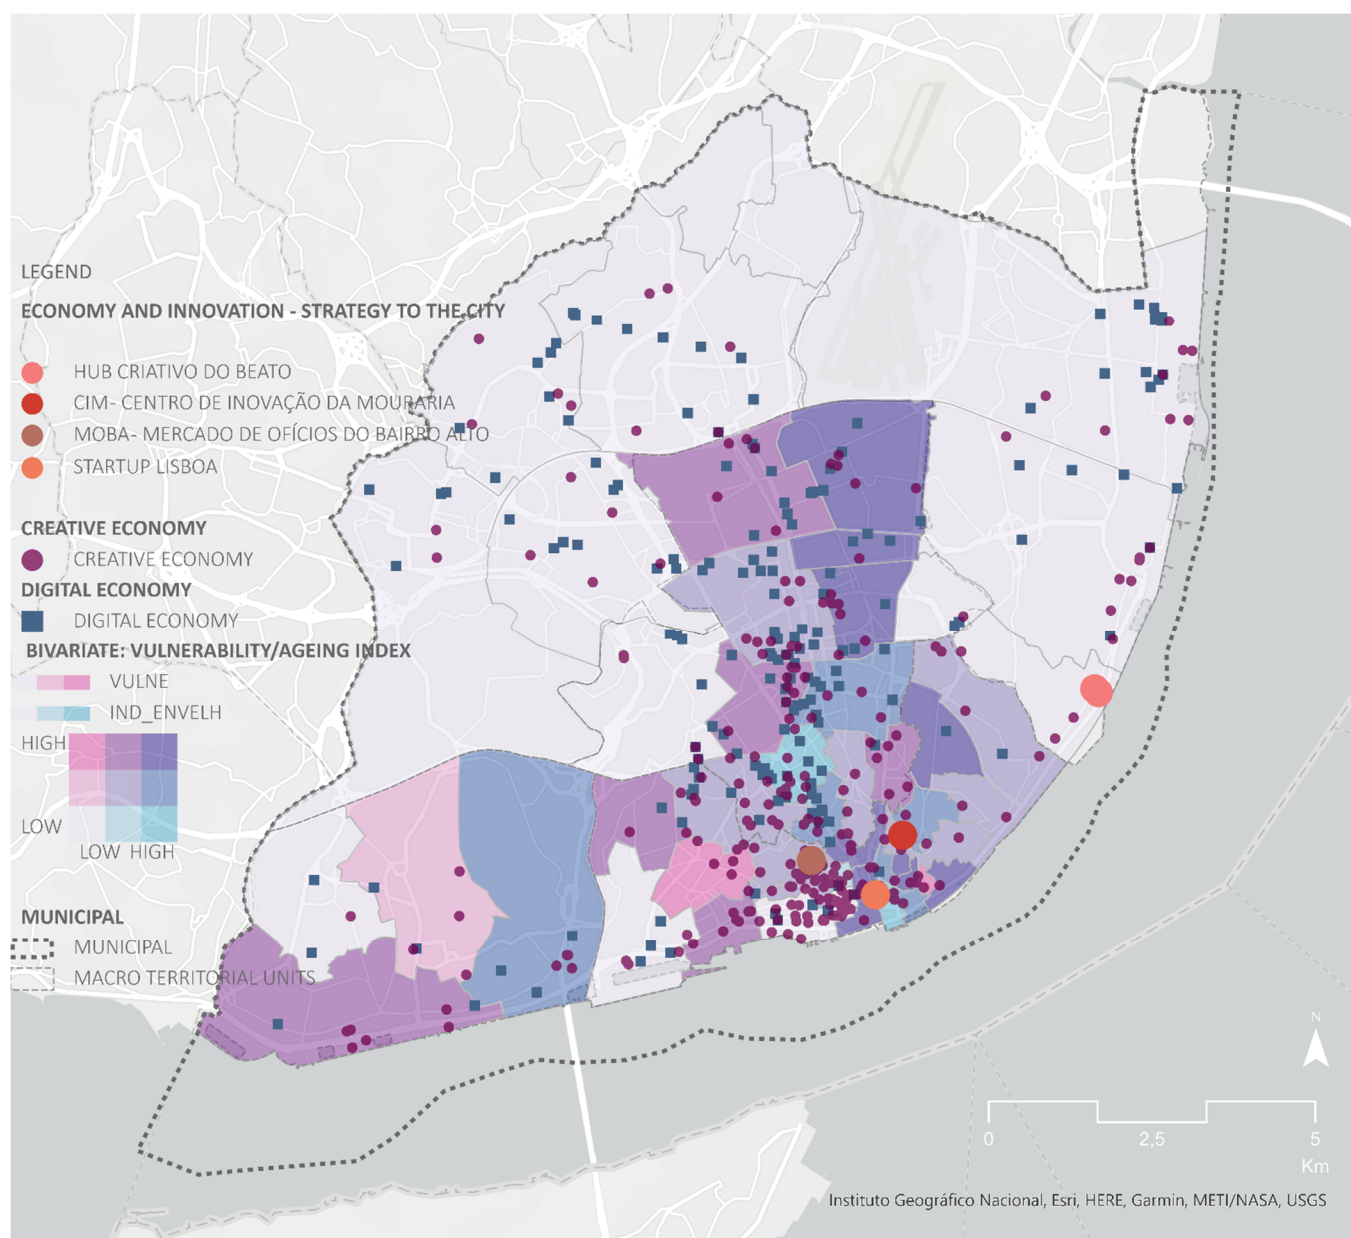 LEGEND
ECONOMY AND INNOVATION - STRATEGY TO THE CITY
HUB CRIATIVO DO BEATO
CIM- CENTRO DE INOVAÇÃO DA MOURARIA
MOBA- MERCADO DE OFÍCIOS DO BAIRRO ALTO
STARTUP LISBOA
CREATIVE ECONOMY
CREATIVE ECONOMY
DIGITAL ECONOMY
DIGITAL ECONOMY
BIVARIATE: VULNERABILITY/AGEING INDEX
VULNE
IND_ENVELH
HIGH
LOW
LOW HIGH
MUNICIPAL
MUNICIPAL
MACRO TERRITORIAL UNITS
N
0 2,5 5
Km
Instituto Geográfico Nacional, Esri, HERE, Garmin, METI/NASA, USGS